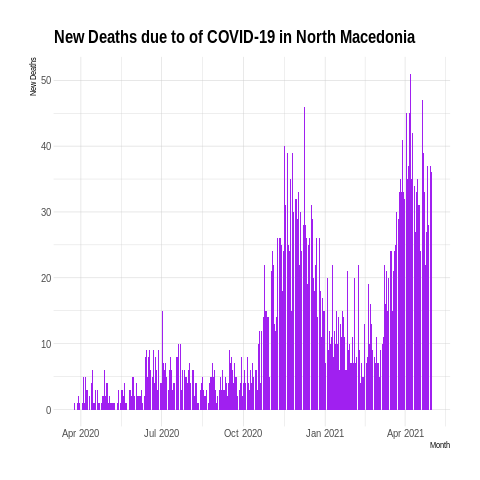 New Deaths due to of COVID-19 in North Macedonia
New Deaths
50
40
30
20
10
0
Apr 2020 Jul 2020 Oct 2020 Jan 2021 Apr 2021
Month